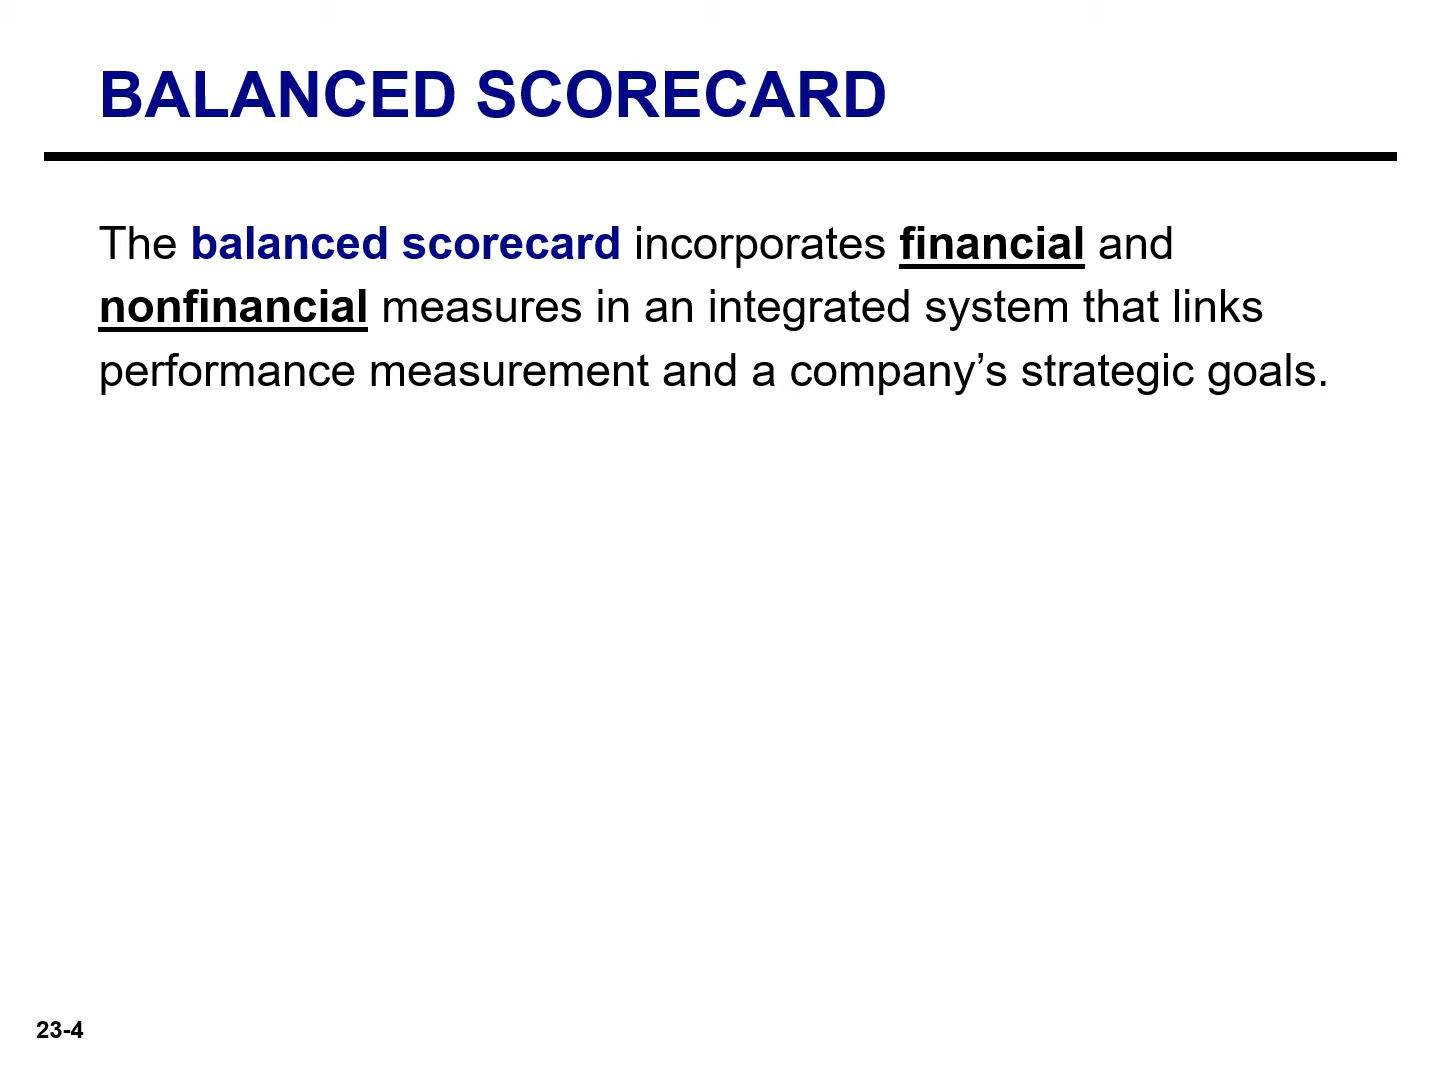 BALANCED SCORECARD
The balanced scorecard incorporates financial and
nonfinancial measures in an integrated system that links
performance measurement and a company’s strategic goals.
23-4